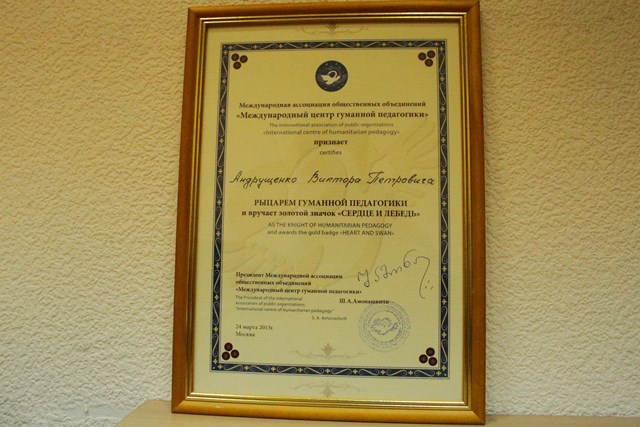 Международная ассоциация общественных объединений
«Международный центр гуманной педагогики»
The international association of public organizations
«International centre of humanitarian pedagogy»
признает
certifies
Андрущенко Виктора Петровича
РЫЦАРЕМ ГУМАННОЙ ПЕДАГОГИКИ
и вручает золотой значок «СЕРДЦЕ И ЛЕБЕДЬ»
AS THE KNIGHT OF HUMANITARIAN PEDAGOGY
and awards the gold badge «HEART AND SWAN»
Президент Международной ассоциации
общественных объединений
«Международный центр гуманной педагогики»
Ш.А.Амонашвили
The President of the international
association of public organizations
"International centre of humanitarian pedagogy"
S. A. Amonashvili
24 марта 2013г.
Москва